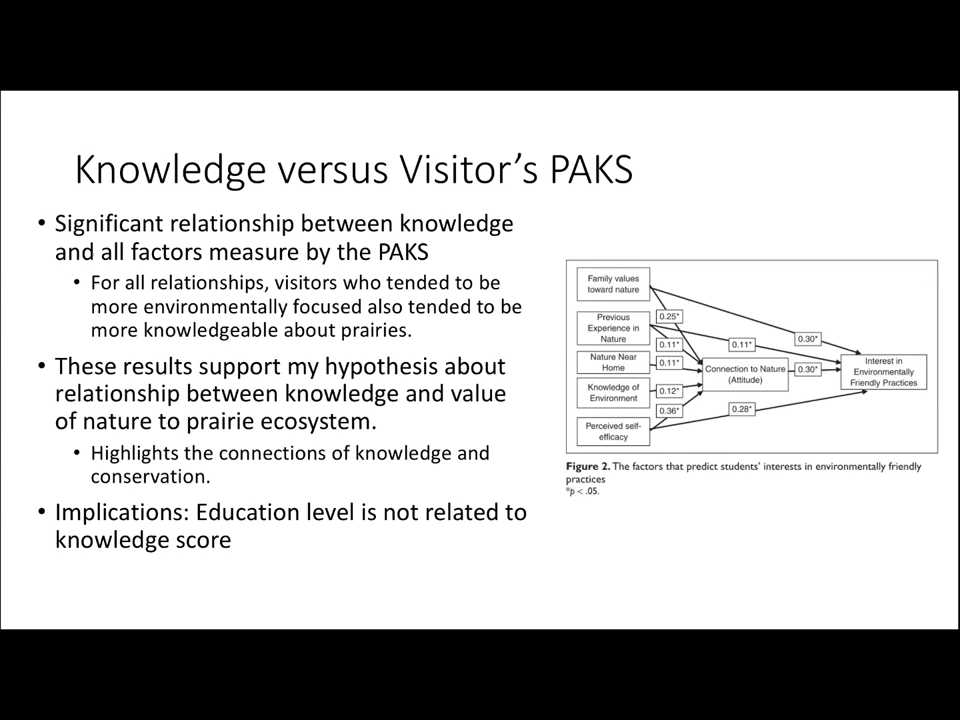 Knowledge versus Visitor's PAKS
• Significant relationship between knowledge
and all factors measure by the PAKS
• For all relationships, visitors who tended to be
more environmentally focused also tended to be
more knowledgeable about prairies.
• These results support my hypothesis about
relationship between knowledge and value
of nature to prairie ecosystem.
• Highlights the connections of knowledge and
conservation.
• Implications: Education level is not related to
knowledge score
Family values
toward nature
Previous
Experience in
Nature
Nature Near
Home
Knowledge of
Environment
Perceived self-
efficacy
0.25*
0.11*
0.11*
0.12*
0.36*
0.11*
0.28*
Connection to Nature
(Attitude)
0.30*
0.30*
Interest in
Environmentally
Friendly Practices
Figure 2. The factors that predict students' interests in environmentally friendly
practices
*p < .05.